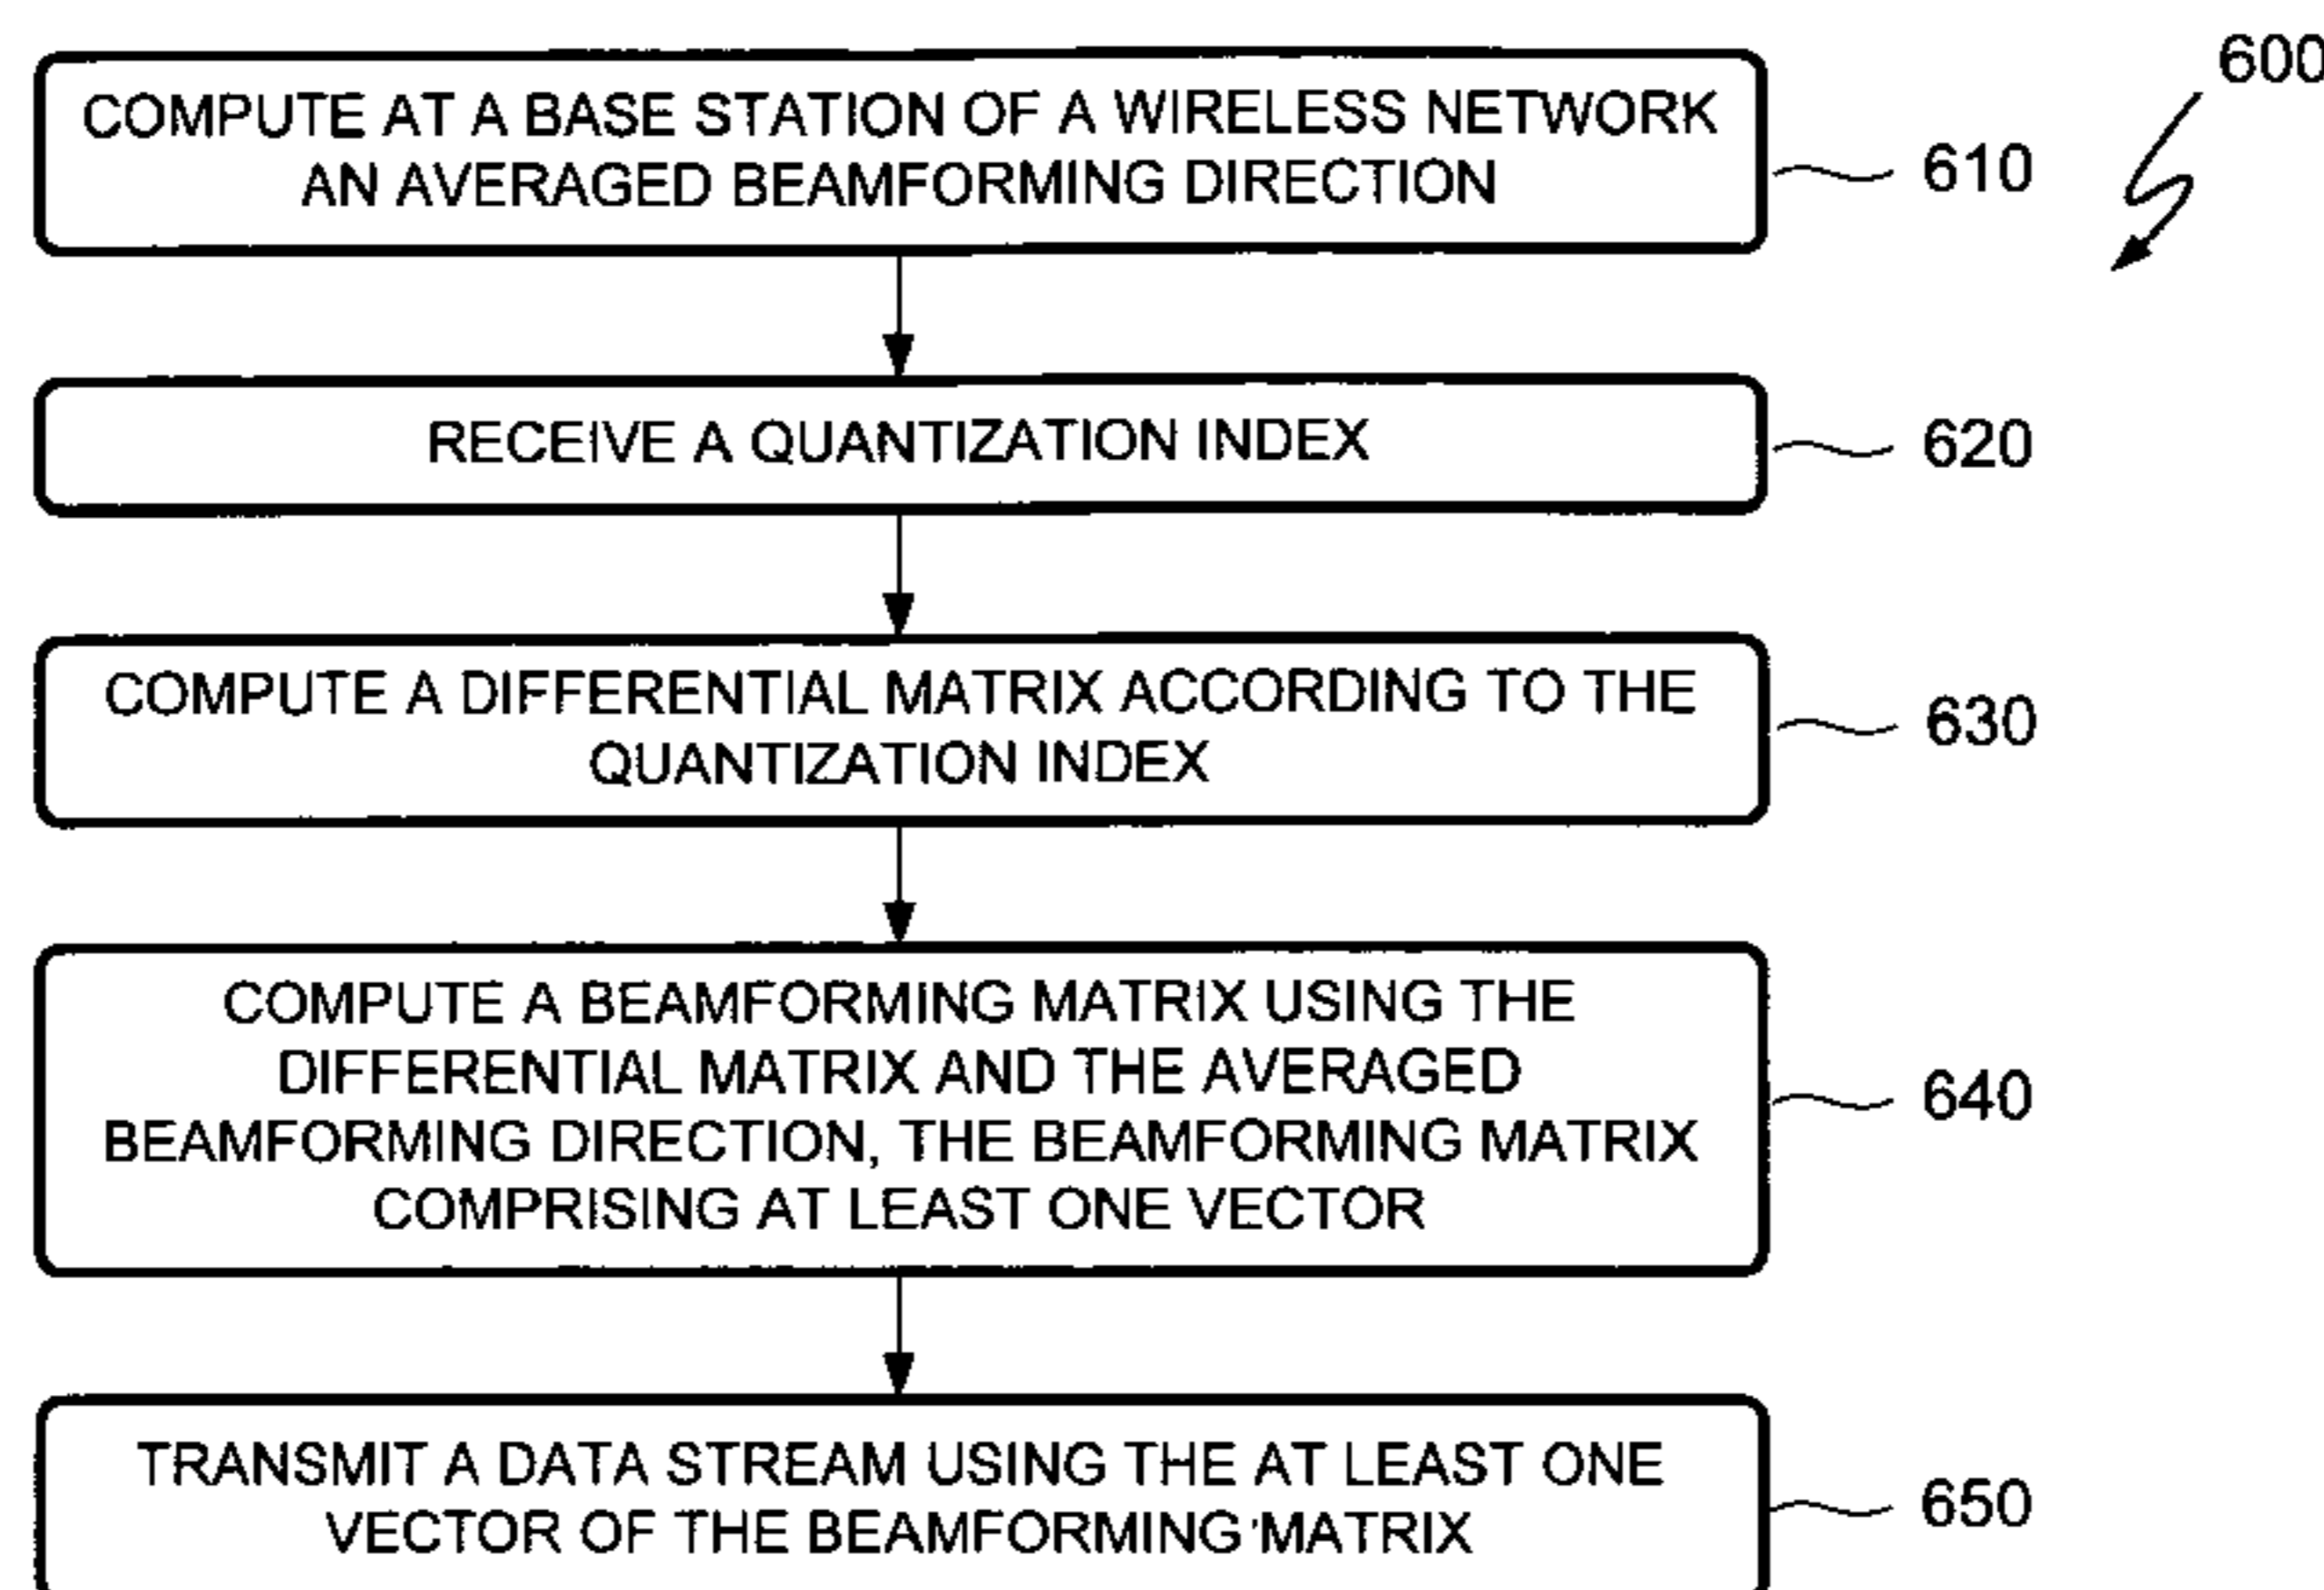 600
COMPUTE AT A BASE STATION OF A WIRELESS NETWORK
AN AVERAGED BEAMFORMING DIRECTION
610
RECEIVE A QUANTIZATION INDEX
620
COMPUTE A DIFFERENTIAL MATRIX ACCORDING TO THE
QUANTIZATION INDEX
630
COMPUTE A BEAMFORMING MATRIX USING THE
DIFFERENTIAL MATRIX AND THE AVERAGED
BEAMFORMING DIRECTION, THE BEAMFORMING MATRIX
COMPRISING AT LEAST ONE VECTOR
640
TRANSMIT A DATA STREAM USING THE AT LEAST ONE
VECTOR OF THE BEAMFORMING MATRIX
650